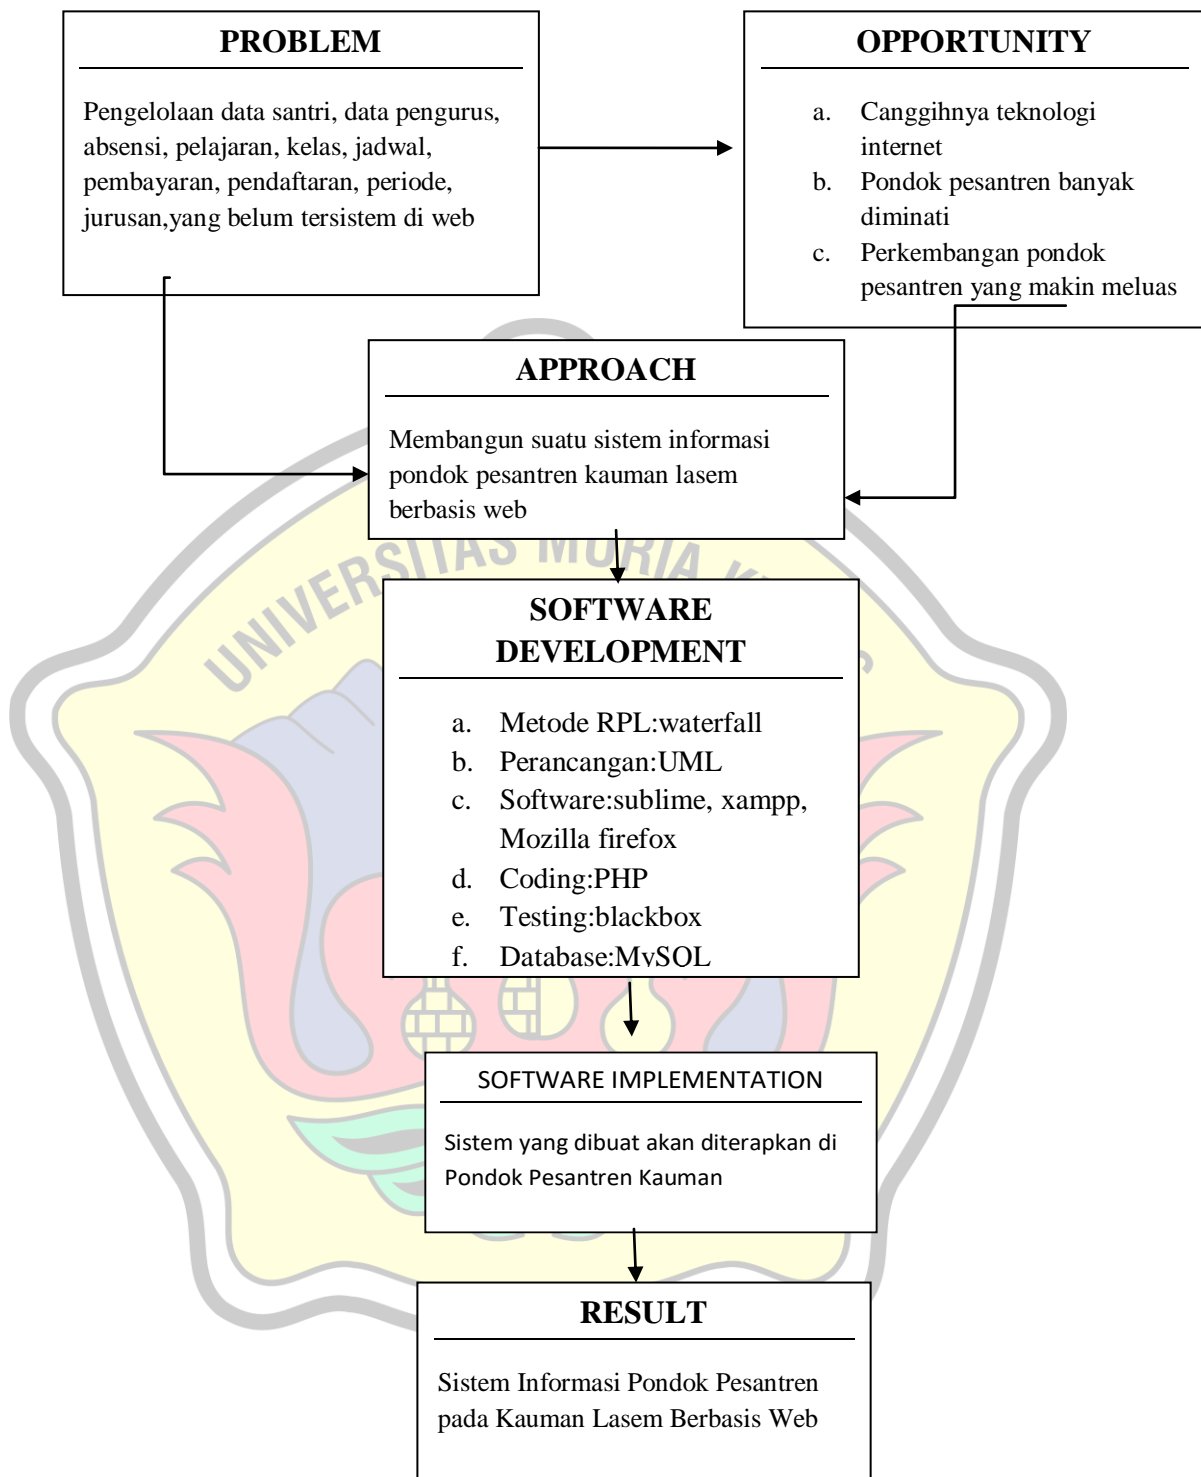 PROBLEM
Pengelolaan data santri, data pengurus,
absensi, pelajaran, kelas, jadwal,
pembayaran, pendaftaran, periode,
jurusan,yang belum tersistem di web
OPPORTUNITY
a. Canggihnya teknologi
internet
b. Pondok pesantren banyak
diminati
c. Perkembangan pondok
pesantren yang makin meluas
APPROACH
Membangun suatu sistem informasi
pondok pesantren kauman lasem
berbasis web
UNIVERSITAS MURIA
SOFTWARE
DEVELOPMENT
a. Metode RPL:waterfall
b. Perancangan:UML
c. Software:sublime, xampp,
Mozilla firefox
d. Coding:PHP
e. Testing:blackbox
f. Database:MySQL
SOFTWARE IMPLEMENTATION
Sistem yang dibuat akan diterapkan di
Pondok Pesantren Kauman
RESULT
Sistem Informasi Pondok Pesantren
pada Kauman Lasem Berbasis Web